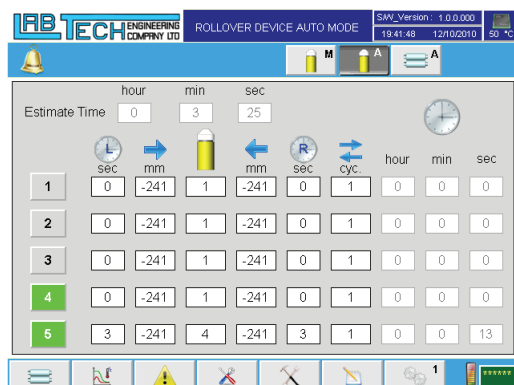 LABTECH ENGINEERING COMPANY LTD
ROLLOVER DEVICE AUTO MODE
S/W_Version : 1.0.0.000
19:41:48 12/10/2010 50 °C
M A A
hour min sec
Estimate Time 0 3 25
L R
sec mm mm sec cyc. hour min sec
1 0 -241 1 -241 0 1 0 0 0
2 0 -241 1 -241 0 1 0 0 0
3 0 -241 1 -241 0 1 0 0 0
4 0 -241 1 -241 0 1 0 0 0
5 3 -241 4 -241 3 1 0 0 13
1 ******